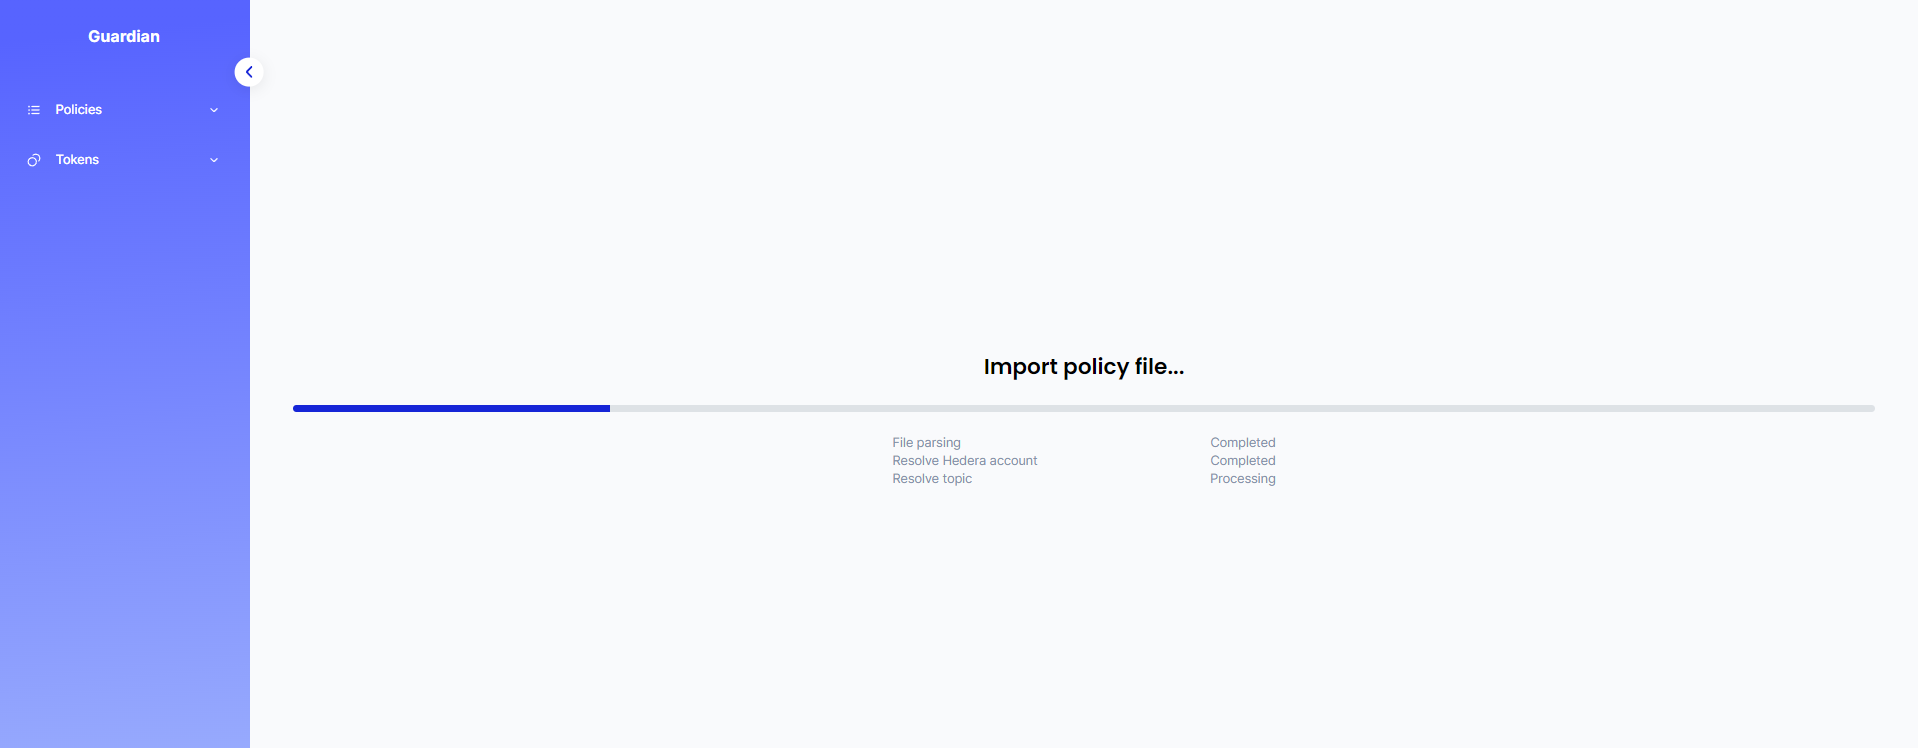 Guardian
Policies
Tokens
Import policy file...
File parsing Completed
Resolve Hedera account Completed
Resolve topic Processing